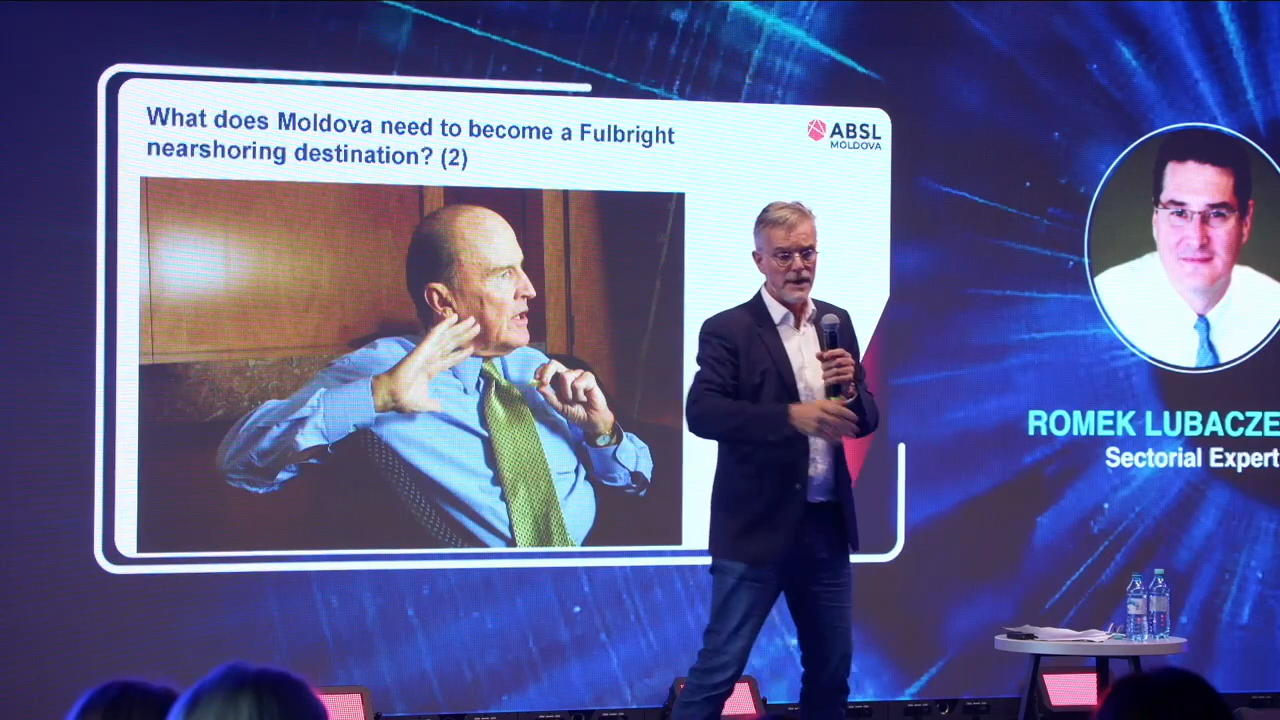 What does Moldova need to become a Fulbright
nearshoring destination? (2)
ABSL
MOLDOVA
ROMEK LUBACZE
Sectorial Expert